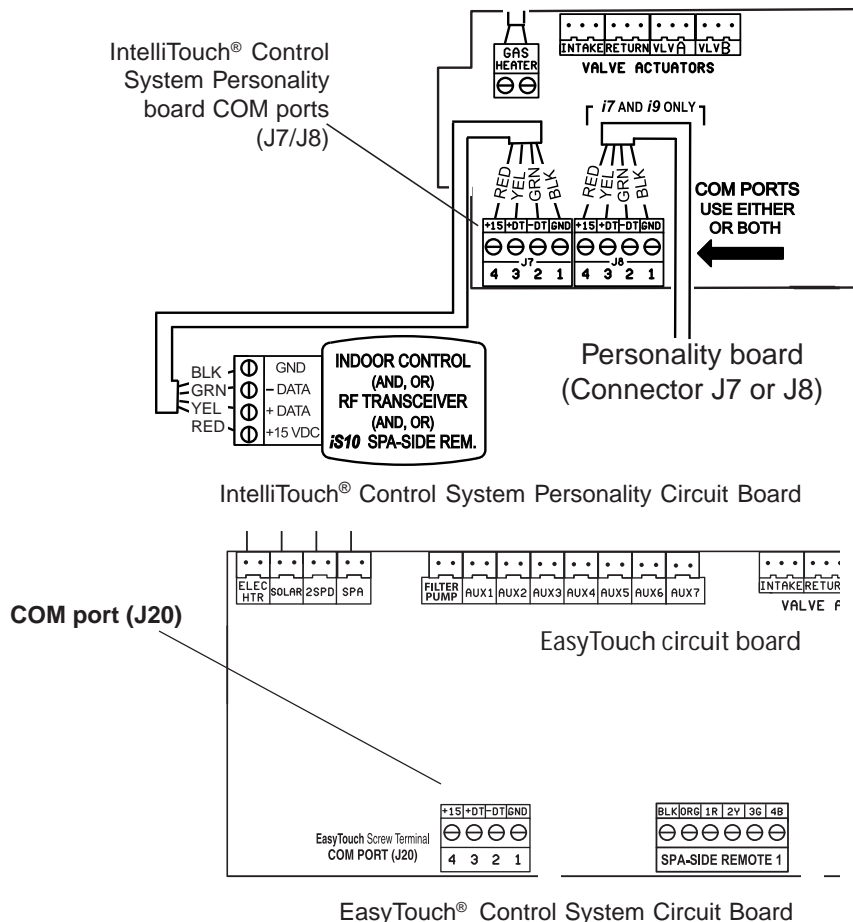 IntelliTouch® Control
System Personality
board COM ports
(J7/J8)
GAS
HEATER
INTAKE RETURN VLV A VLV B
VALVE ACTUATORS
i7 AND i9 ONLY
RED YEL GRN BLK
RED YEL GRN BLK
COM PORTS
USE EITHER
OR BOTH
+15 +DT -DT GND
J7
4 3 2 1
+15 +DT -DT GND
J8
4 3 2 1
BLK
GRN
YEL
RED
GND
– DATA
+ DATA
+15 VDC
INDOOR CONTROL
(AND, OR)
RF TRANSCEIVER
(AND, OR)
iS10 SPA-SIDE REM.
Personality board
(Connector J7 or J8)
IntelliTouch® Control System Personality Circuit Board
ELEC
HTR
SOLAR 2SPD SPA
FILTER
PUMP
AUX1 AUX2 AUX3 AUX4 AUX5 AUX6 AUX7
INTAKE RETUR
VALVE A
COM port (J20)
EasyTouch circuit board
EasyTouch Screw Terminal
COM PORT (J20)
+15 +DT -DT GND
4 3 2 1
BLK ORG 1R 2Y 3G 4B
SPA-SIDE REMOTE 1
EasyTouch® Control System Circuit Board